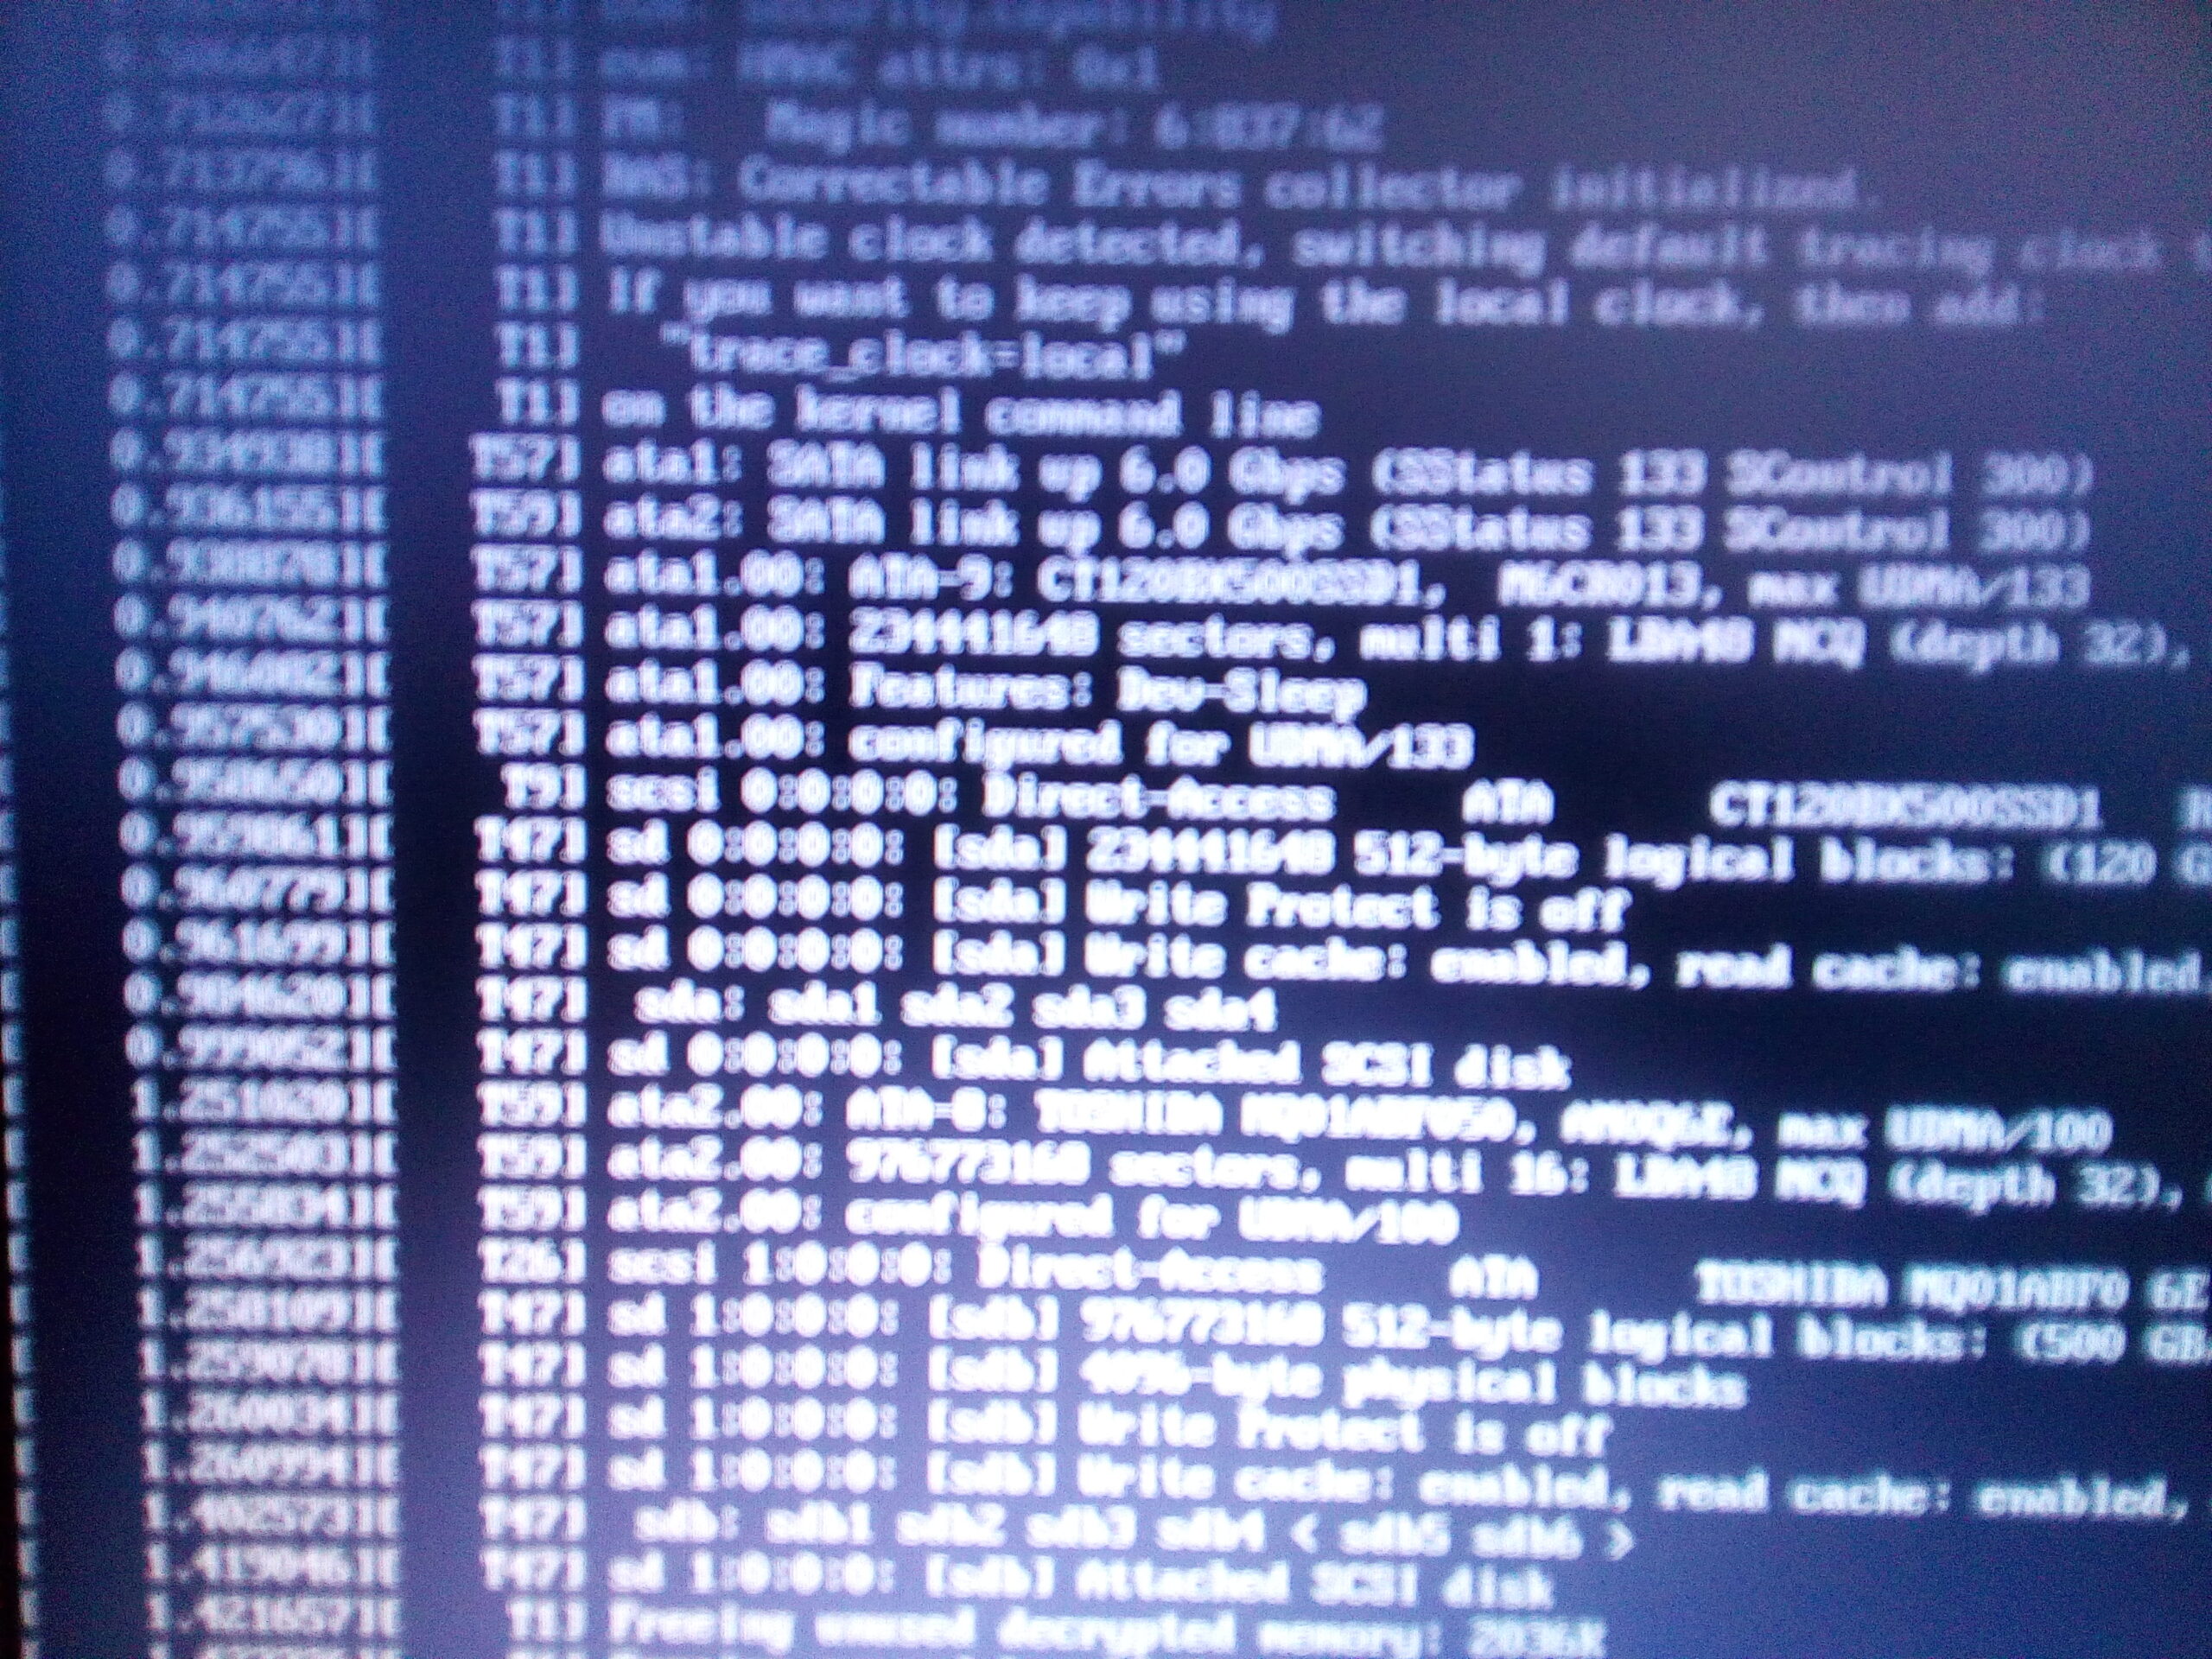 security capability
T1] evm: HMAC attrs: 0x1
T1] PM:   Magic number: 6:837:62
0.713796][ T1] RAS: Correctable Errors collector initialized.
0.714755][ T1] Unstable clock detected, switching default tracing clock
0.714755][ T1] If you want to keep using the local clock, then add:
0.714755][ T1]   "trace_clock=local"
0.714755][ T1] on the kernel command line
0.934938][ T57] ata1: SATA link up 6.0 Gbps (SStatus 133 SControl 300)
0.936155][ T59] ata2: SATA link up 6.0 Gbps (SStatus 133 SControl 300)
0.938878][ T57] ata1.00: ATA-9: CT120BX500SSD1,  M6CR013, max UDMA/133
0.940762][ T57] ata1.00: 234441648 sectors, multi 1: LBA48 NCQ (depth 32),
0.946082][ T57] ata1.00: Features: Dev-Sleep
0.957530][ T57] ata1.00: configured for UDMA/133
0.958650][ T9] scsi 0:0:0:0: Direct-Access     ATA      CT120BX500SSD1
0.959861][ T47] sd 0:0:0:0: [sda] 234441648 512-byte logical blocks: (120
0.960779][ T47] sd 0:0:0:0: [sda] Write Protect is off
0.961699][ T47] sd 0:0:0:0: [sda] Write cache: enabled, read cache: enabled
0.984620][ T47]  sda: sda1 sda2 sda3 sda4
0.999052][ T47] sd 0:0:0:0: [sda] Attached SCSI disk
1.251020][ T59] ata2.00: ATA-8: TOSHIBA MQ01ABF050, AM0Q6E, max UDMA/100
1.252503][ T59] ata2.00: 976773168 sectors, multi 16: LBA48 NCQ (depth 32),
1.255834][ T59] ata2.00: configured for UDMA/100
1.256923][ T26] scsi 1:0:0:0: Direct-Access     ATA      TOSHIBA MQ01ABF0 6E
1.258109][ T47] sd 1:0:0:0: [sdb] 976773168 512-byte logical blocks: (500 GB
1.259078][ T47] sd 1:0:0:0: [sdb] 4096-byte physical blocks
1.260034][ T47] sd 1:0:0:0: [sdb] Write Protect is off
1.260994][ T47] sd 1:0:0:0: [sdb] Write cache: enabled, read cache: enabled,
1.402573][ T47]  sdb: sdb1 sdb2 sdb3 sdb4 < sdb5 sdb6 >
1.419046][ T47] sd 1:0:0:0: [sdb] Attached SCSI disk
1.421657][ T1] Freeing unused decrypted memory: 2036K